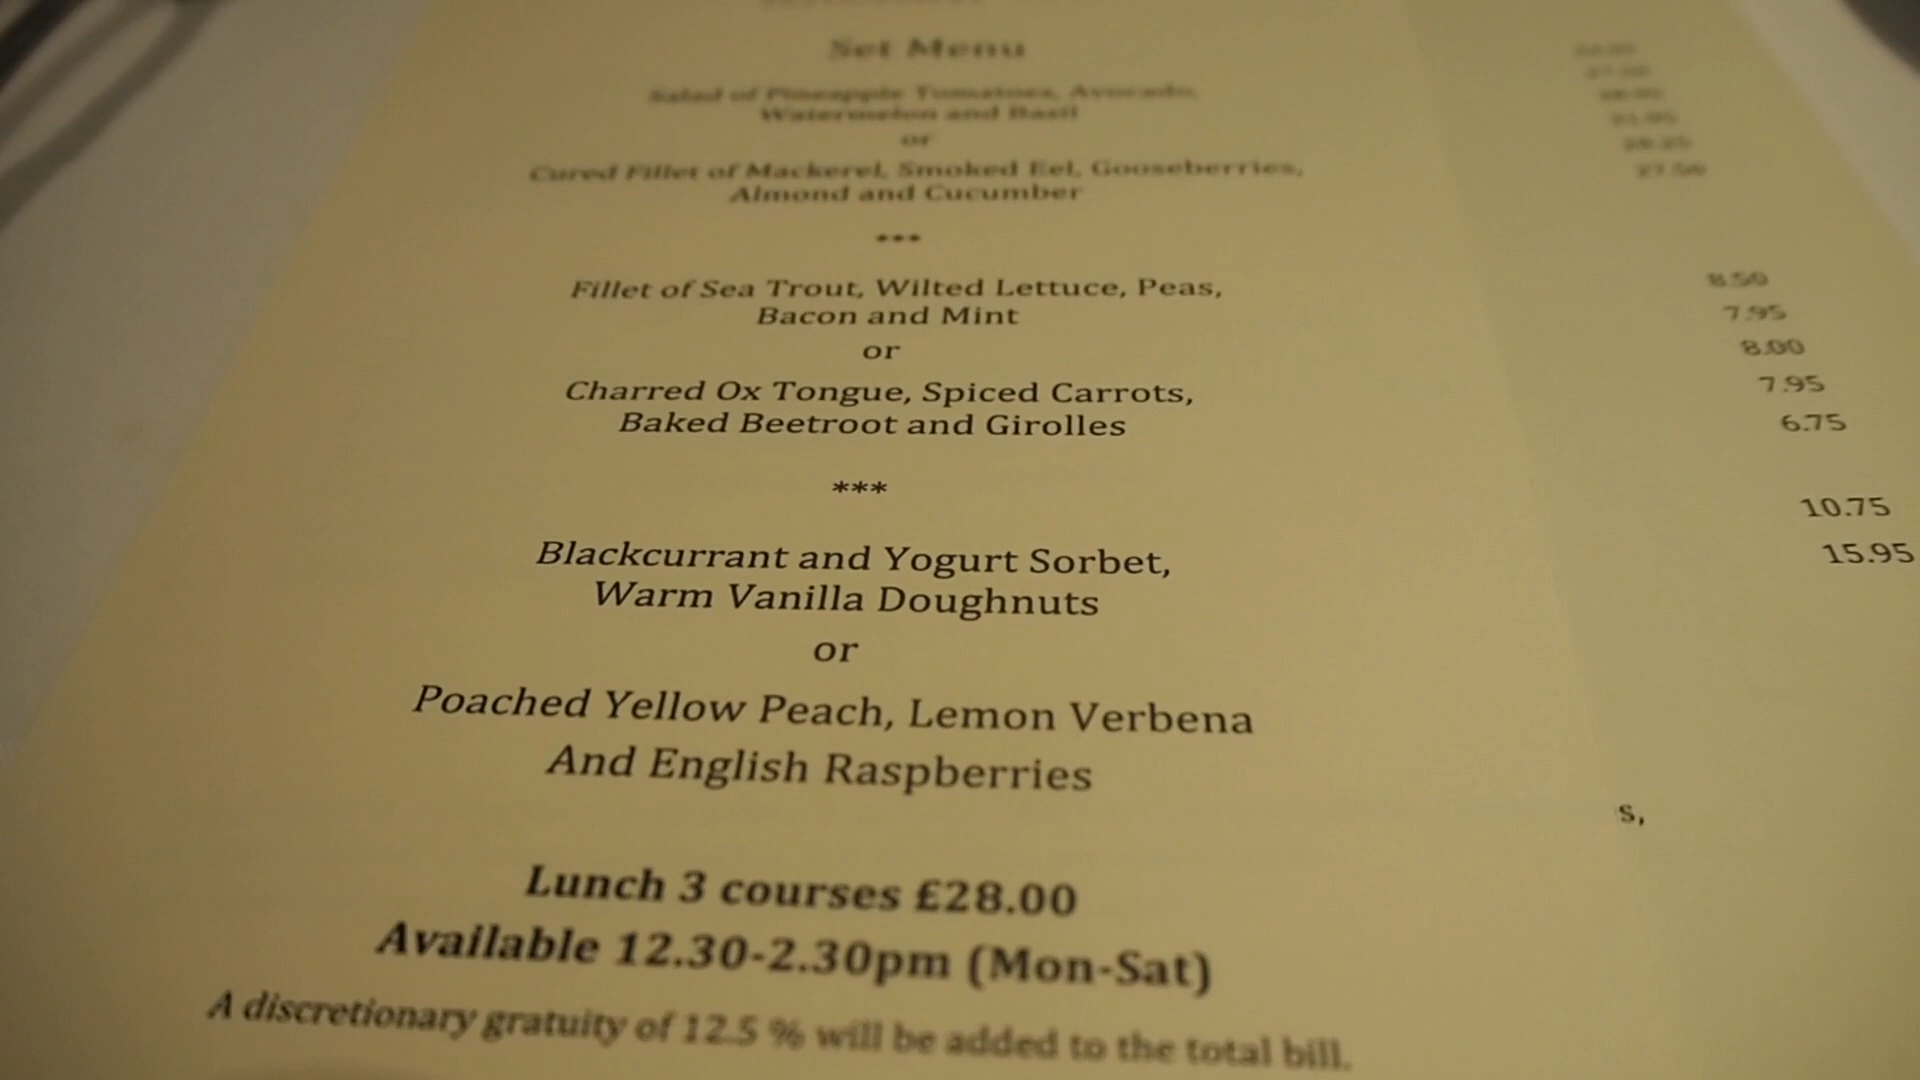 Set Menu
Salad of Pineapple Tomatoes, Avocado,
Watermelon and Basil
or
Cured Fillet of Mackerel, Smoked Eel, Gooseberries,
Almond and Cucumber
***
Fillet of Sea Trout, Wilted Lettuce, Peas,
Bacon and Mint
or
Charred Ox Tongue, Spiced Carrots,
Baked Beetroot and Girolles
***
Blackcurrant and Yogurt Sorbet,
Warm Vanilla Doughnuts
or
Poached Yellow Peach, Lemon Verbena
And English Raspberries
Lunch 3 courses £28.00
Available 12.30-2.30pm (Mon-Sat)
A discretionary gratuity of 12.5 % will be added to the total bill.
8.50
7.95
8.00
7.95
6.75
10.75
15.95
s,